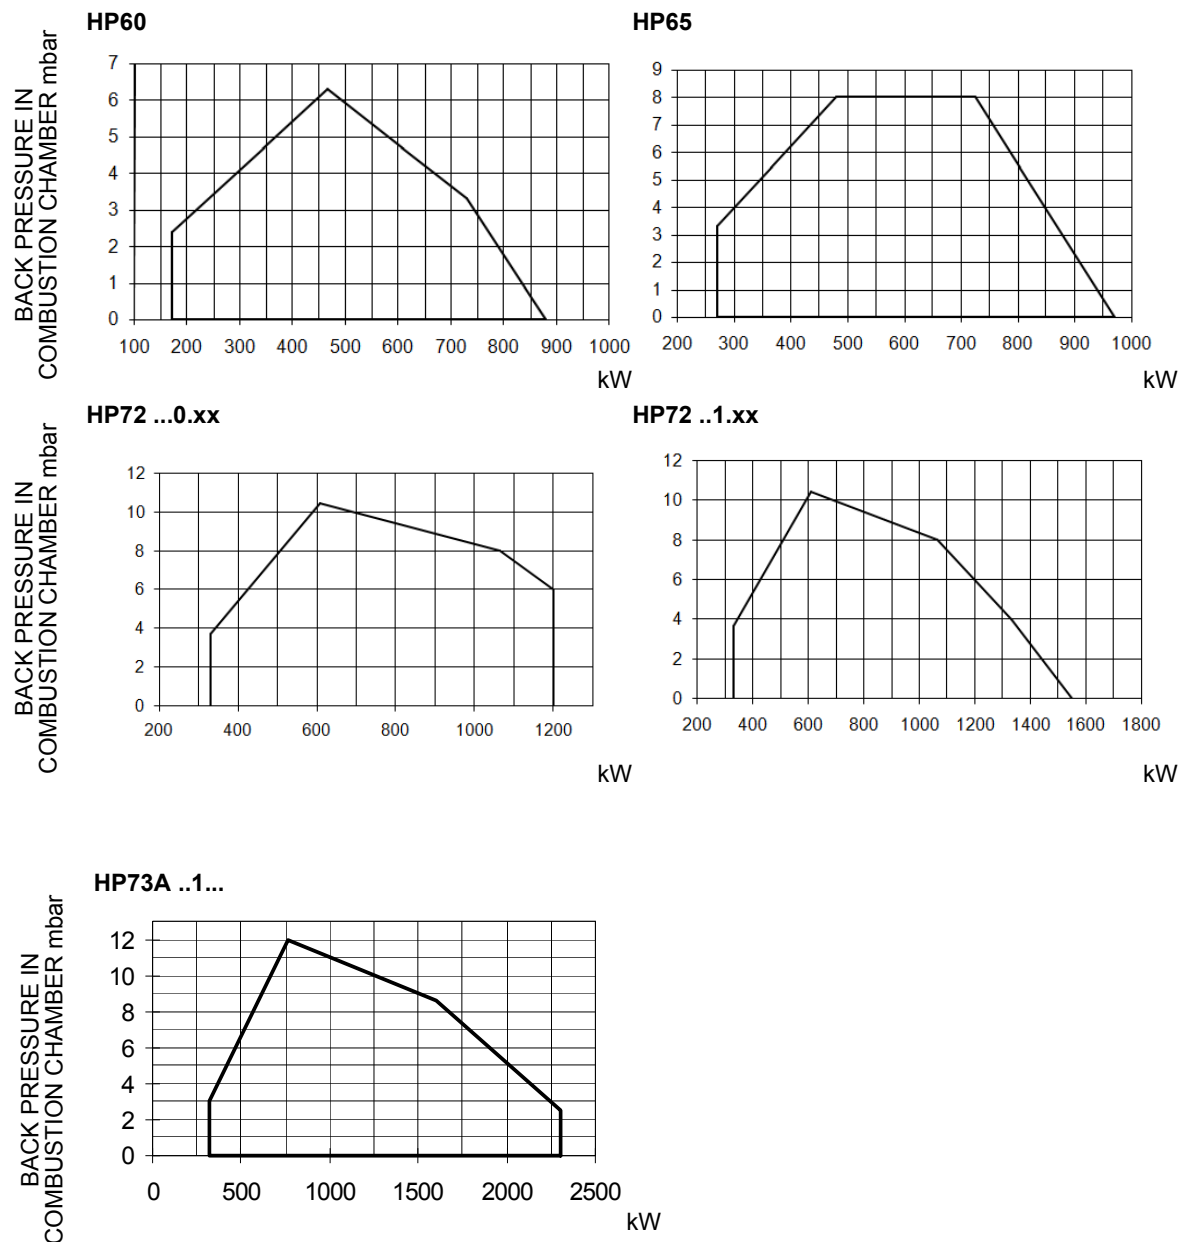 HP60
HP65
BACK PRESSURE IN
COMBUSTION CHAMBER mbar
7
6
5
4
3
2
1
0
100 200 300 400 500 600 700 800 900 1000
kW
9
8
7
6
5
4
3
2
1
0
200 300 400 500 600 700 800 900 1000
kW
HP72 ...0.xx
HP72 ..1.xx
BACK PRESSURE IN
COMBUSTION CHAMBER mbar
12
10
8
6
4
2
0
200 400 600 800 1000 1200
kW
12
10
8
6
4
2
0
200 400 600 800 1000 1200 1400 1600 1800
kW
HP73A ..1...
BACK PRESSURE IN
COMBUSTION CHAMBER mbar
12
10
8
6
4
2
0
0 500 1000 1500 2000 2500
kW